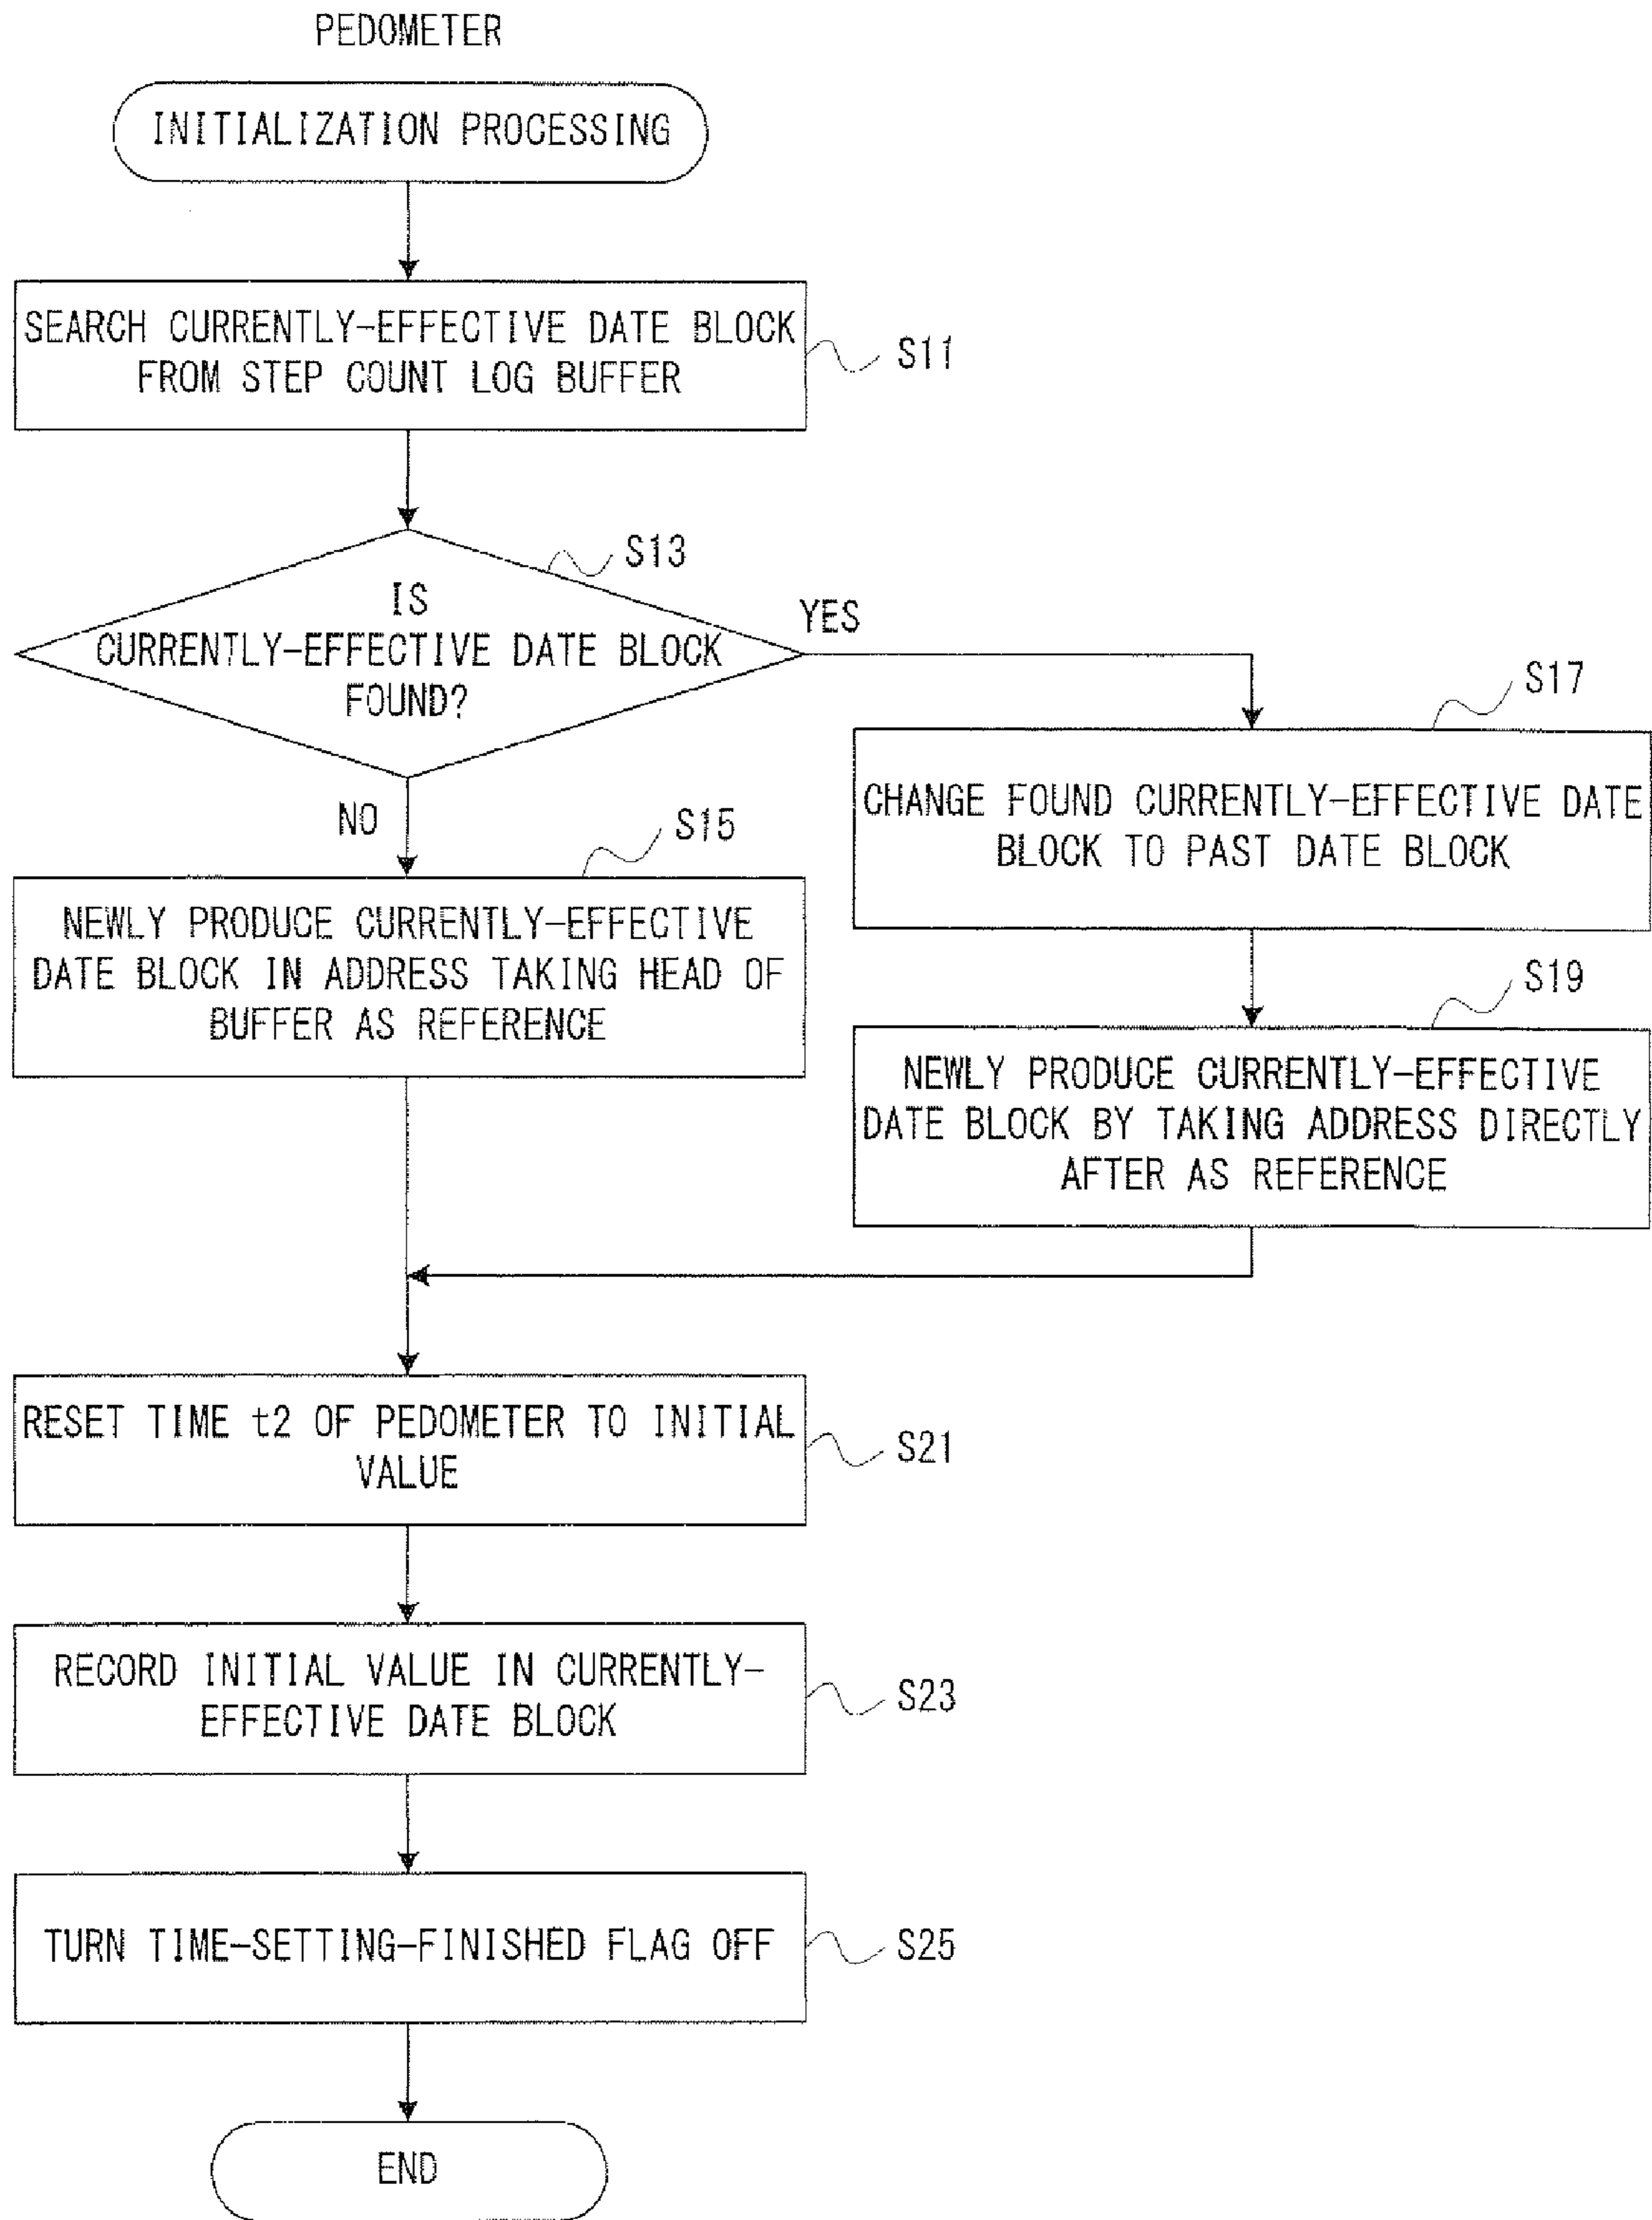 PEDOMETER
INITIALIZATION PROCESSING
SEARCH CURRENTLY-EFFECTIVE DATE BLOCK
FROM STEP COUNT LOG BUFFER
S11
S13
IS
CURRENTLY-EFFECTIVE DATE BLOCK
FOUND?
YES
NO
S17
CHANGE FOUND CURRENTLY-EFFECTIVE DATE
BLOCK TO PAST DATE BLOCK
S15
NEWLY PRODUCE CURRENTLY-EFFECTIVE
DATE BLOCK IN ADDRESS TAKING HEAD OF
BUFFER AS REFERENCE
S19
NEWLY PRODUCE CURRENTLY-EFFECTIVE
DATE BLOCK BY TAKING ADDRESS DIRECTLY
AFTER AS REFERENCE
RESET TIME t2 OF PEDOMETER TO INITIAL
VALUE
S21
RECORD INITIAL VALUE IN CURRENTLY-
EFFECTIVE DATE BLOCK
S23
TURN TIME-SETTING-FINISHED FLAG OFF
S25
END